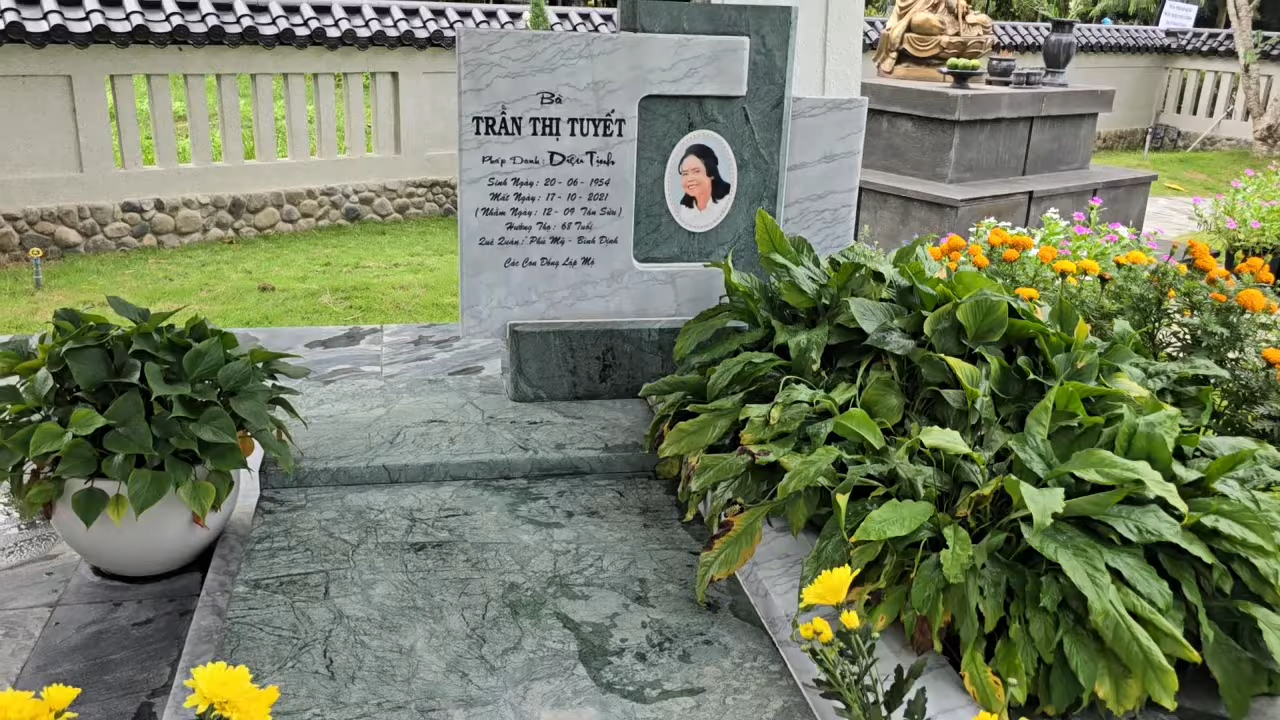 Bà
TRẦN THỊ TUYẾT
Pháp Danh : Diệu Tịnh
Sinh Ngày : 20 - 06 - 1954
Mất Ngày : 17 - 10 - 2021
( Nhằm Ngày : 12 - 09 Tân Sửu )
Hưởng Thọ : 68 Tuổi
Quê Quán : Phù Mỹ - Bình Định
Các Con Đồng Lập Mộ